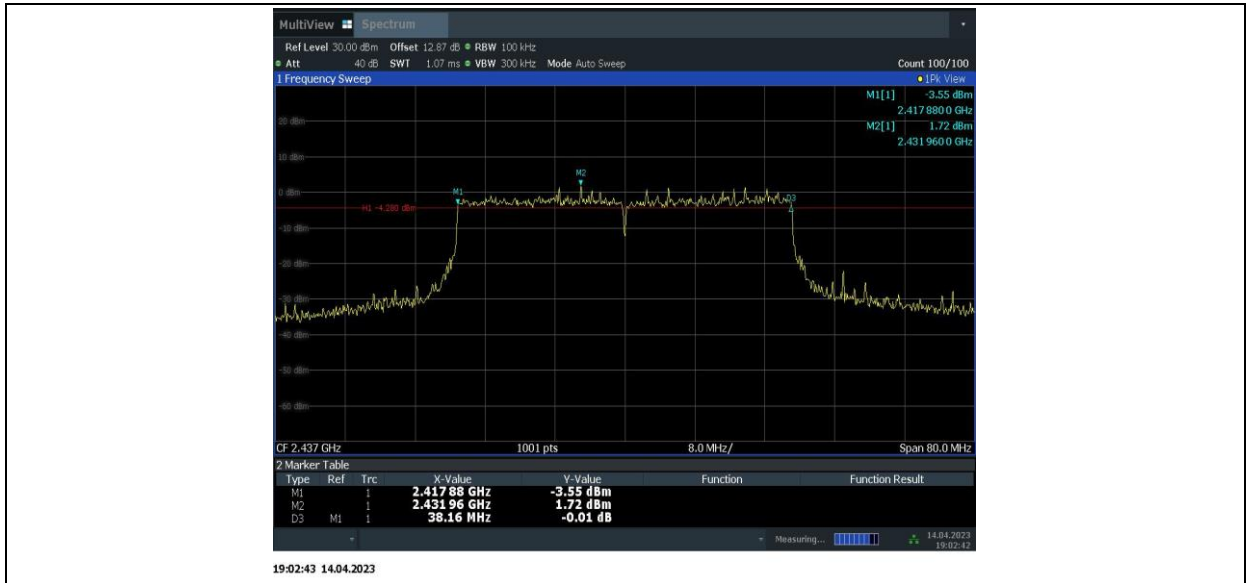 MultiView Spectrum
Ref Level 30.00 dBm Offset 12.87 dB RBW 100 kHz
Att 40 dB SWT 1.07 ms VBW 300 kHz Mode Auto Sweep Count 100/100
1 Frequency Sweep 1Pk View
M1[1] -3.55 dBm
2.417 880 0 GHz
20 dBm
M2[1] 1.72 dBm
2.431 960 0 GHz
10 dBm
M2
0 dBm
M1
D3
H1 -4.280 dBm
-10 dBm
-20 dBm
-30 dBm
-40 dBm
-50 dBm
-60 dBm
CF 2.437 GHz 1001 pts 8.0 MHz/ Span 80.0 MHz
2 Marker Table
Type Ref Trc X-Value Y-Value Function Function Result
M1 1 2.417 88 GHz -3.55 dBm
M2 1 2.431 96 GHz 1.72 dBm
D3 M1 1 38.16 MHz -0.01 dB
Measuring... 14.04.2023
19:02:42
19:02:43 14.04.2023